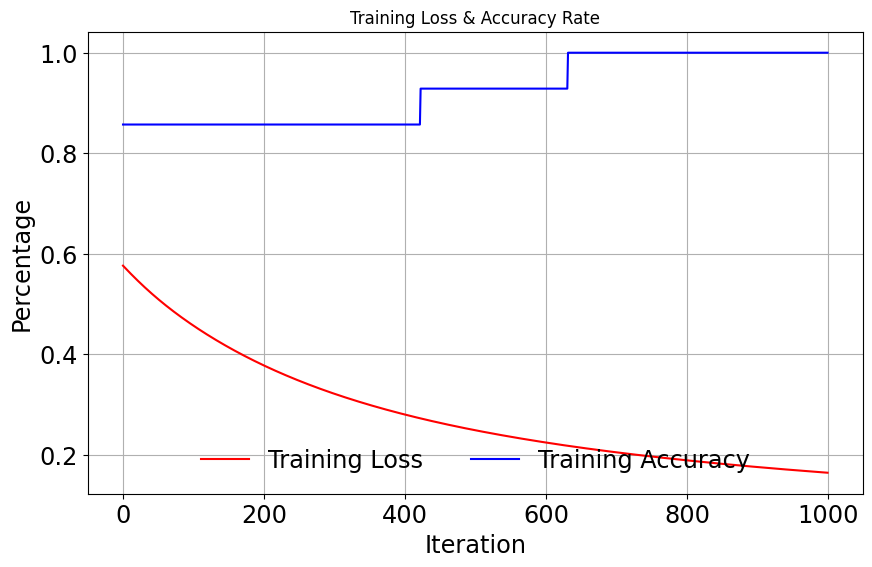 Training Loss & Accuracy Rate
1.0
0.8
0.6
0.4
0.2
Percentage
Training Loss
Training Accuracy
0 200 400 600 800 1000
Iteration